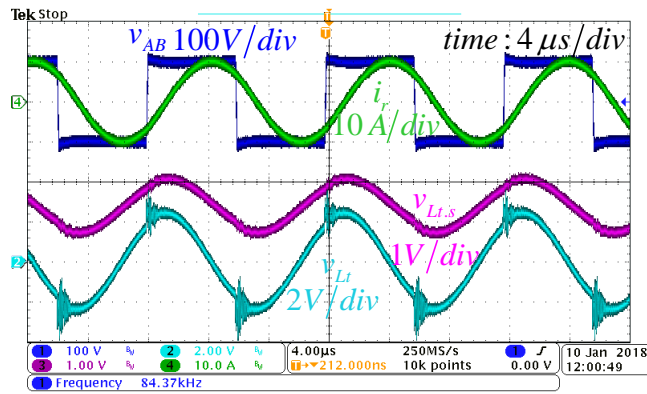 Tek Stop
T
v_AB 100V/div
time : 4 μs/div
4
i_r
10 A/div
v_Lt.s
1V/div
2
v_Lt
2V/div
1 100 V 2 2.00 V 4.00μs 250MS/s 1 0.00 V 10 Jan 2018
3 1.00 V 4 10.0 A T→▼212.000ns 10k points 12:00:49
1 Frequency 84.37kHz